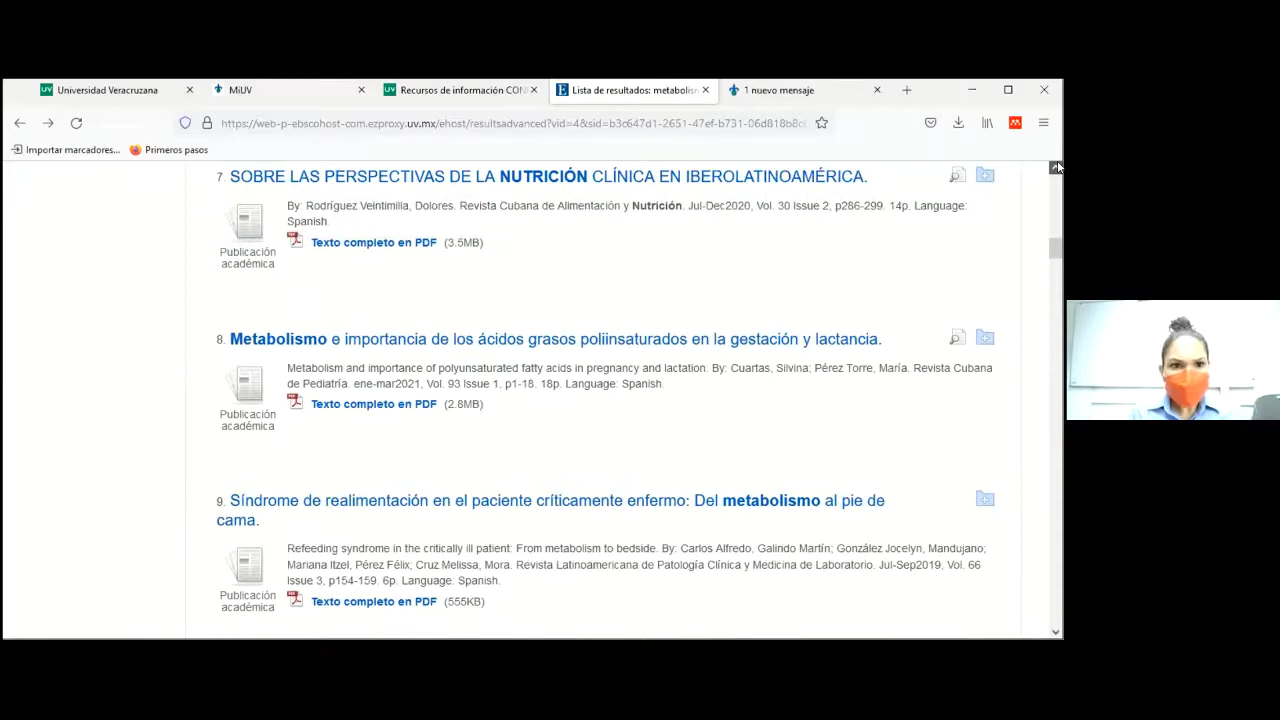 Universidad Veracruzana
MiUV
Recursos de información CON
Lista de resultados: metabolism
1 nuevo mensaje
https://web-p-ebscohost-com.ezproxy.uv.mx/ehost/resultsadvanced?vid=4&sid=b3c647d1-2651-47ef-b731-06d818b8c
Importar marcadores...
Primeros pasos
7. SOBRE LAS PERSPECTIVAS DE LA NUTRICIÓN CLÍNICA EN IBEROLATINOAMÉRICA.
By: Rodríguez Veintimilla, Dolores. Revista Cubana de Alimentación y Nutrición. Jul-Dec2020, Vol. 30 Issue 2, p286-299. 14p. Language:
Spanish.
Texto completo en PDF (3.5MB)
Publicación
académica
8. Metabolismo e importancia de los ácidos grasos poliinsaturados en la gestación y lactancia.
Metabolism and importance of polyunsaturated fatty acids in pregnancy and lactation. By: Cuartas, Silvina; Pérez Torre, María. Revista Cubana
de Pediatría. ene-mar2021, Vol. 93 Issue 1, p1-18. 18p. Language: Spanish.
Texto completo en PDF (2.8MB)
Publicación
académica
9. Síndrome de realimentación en el paciente críticamente enfermo: Del metabolismo al pie de
cama.
Refeeding syndrome in the critically ill patient: From metabolism to bedside. By: Carlos Alfredo, Galindo Martín; González Jocelyn, Mandujano;
Mariana Itzel, Pérez Félix; Cruz Melissa, Mora. Revista Latinoamericana de Patología Clínica y Medicina de Laboratorio. Jul-Sep2019, Vol. 66
Issue 3, p154-159. 6p. Language: Spanish.
Texto completo en PDF (555KB)
Publicación
académica